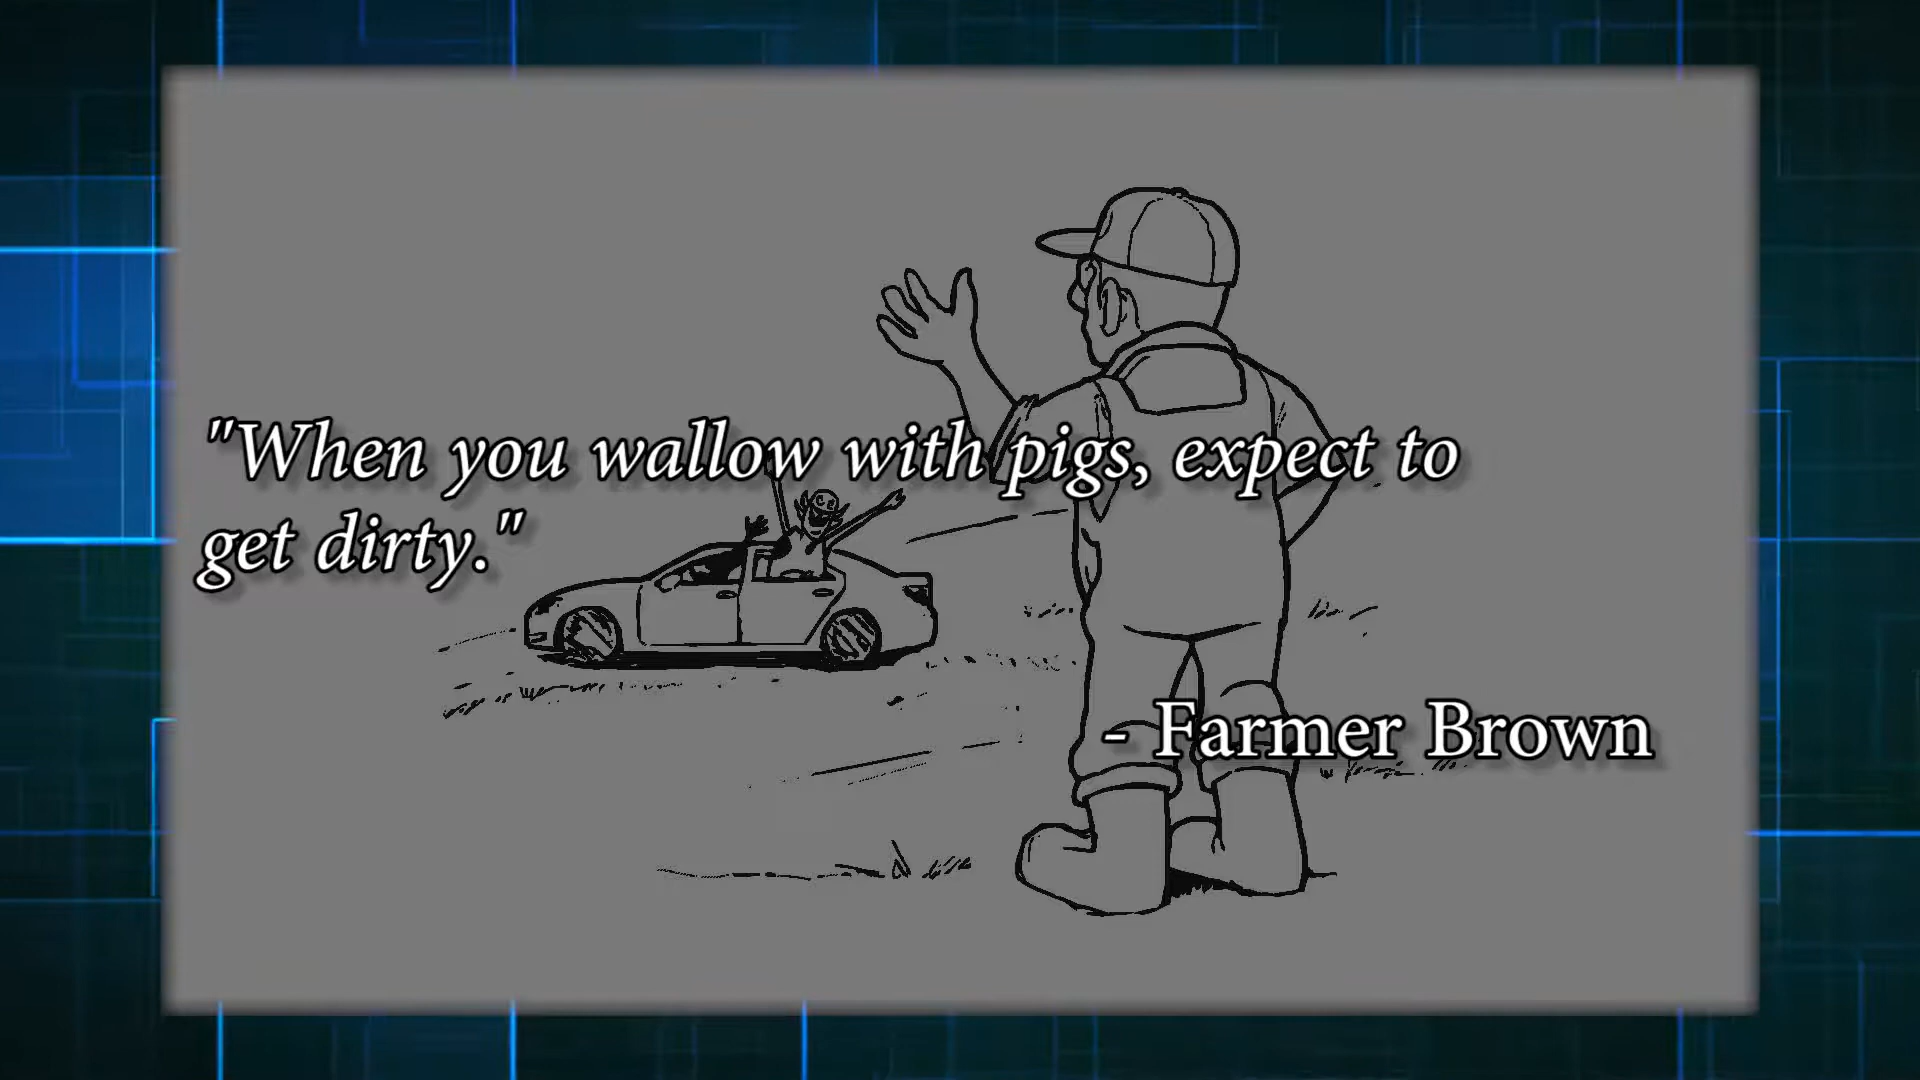 "When you wallow with pigs, expect to
get dirty."
- Farmer Brown